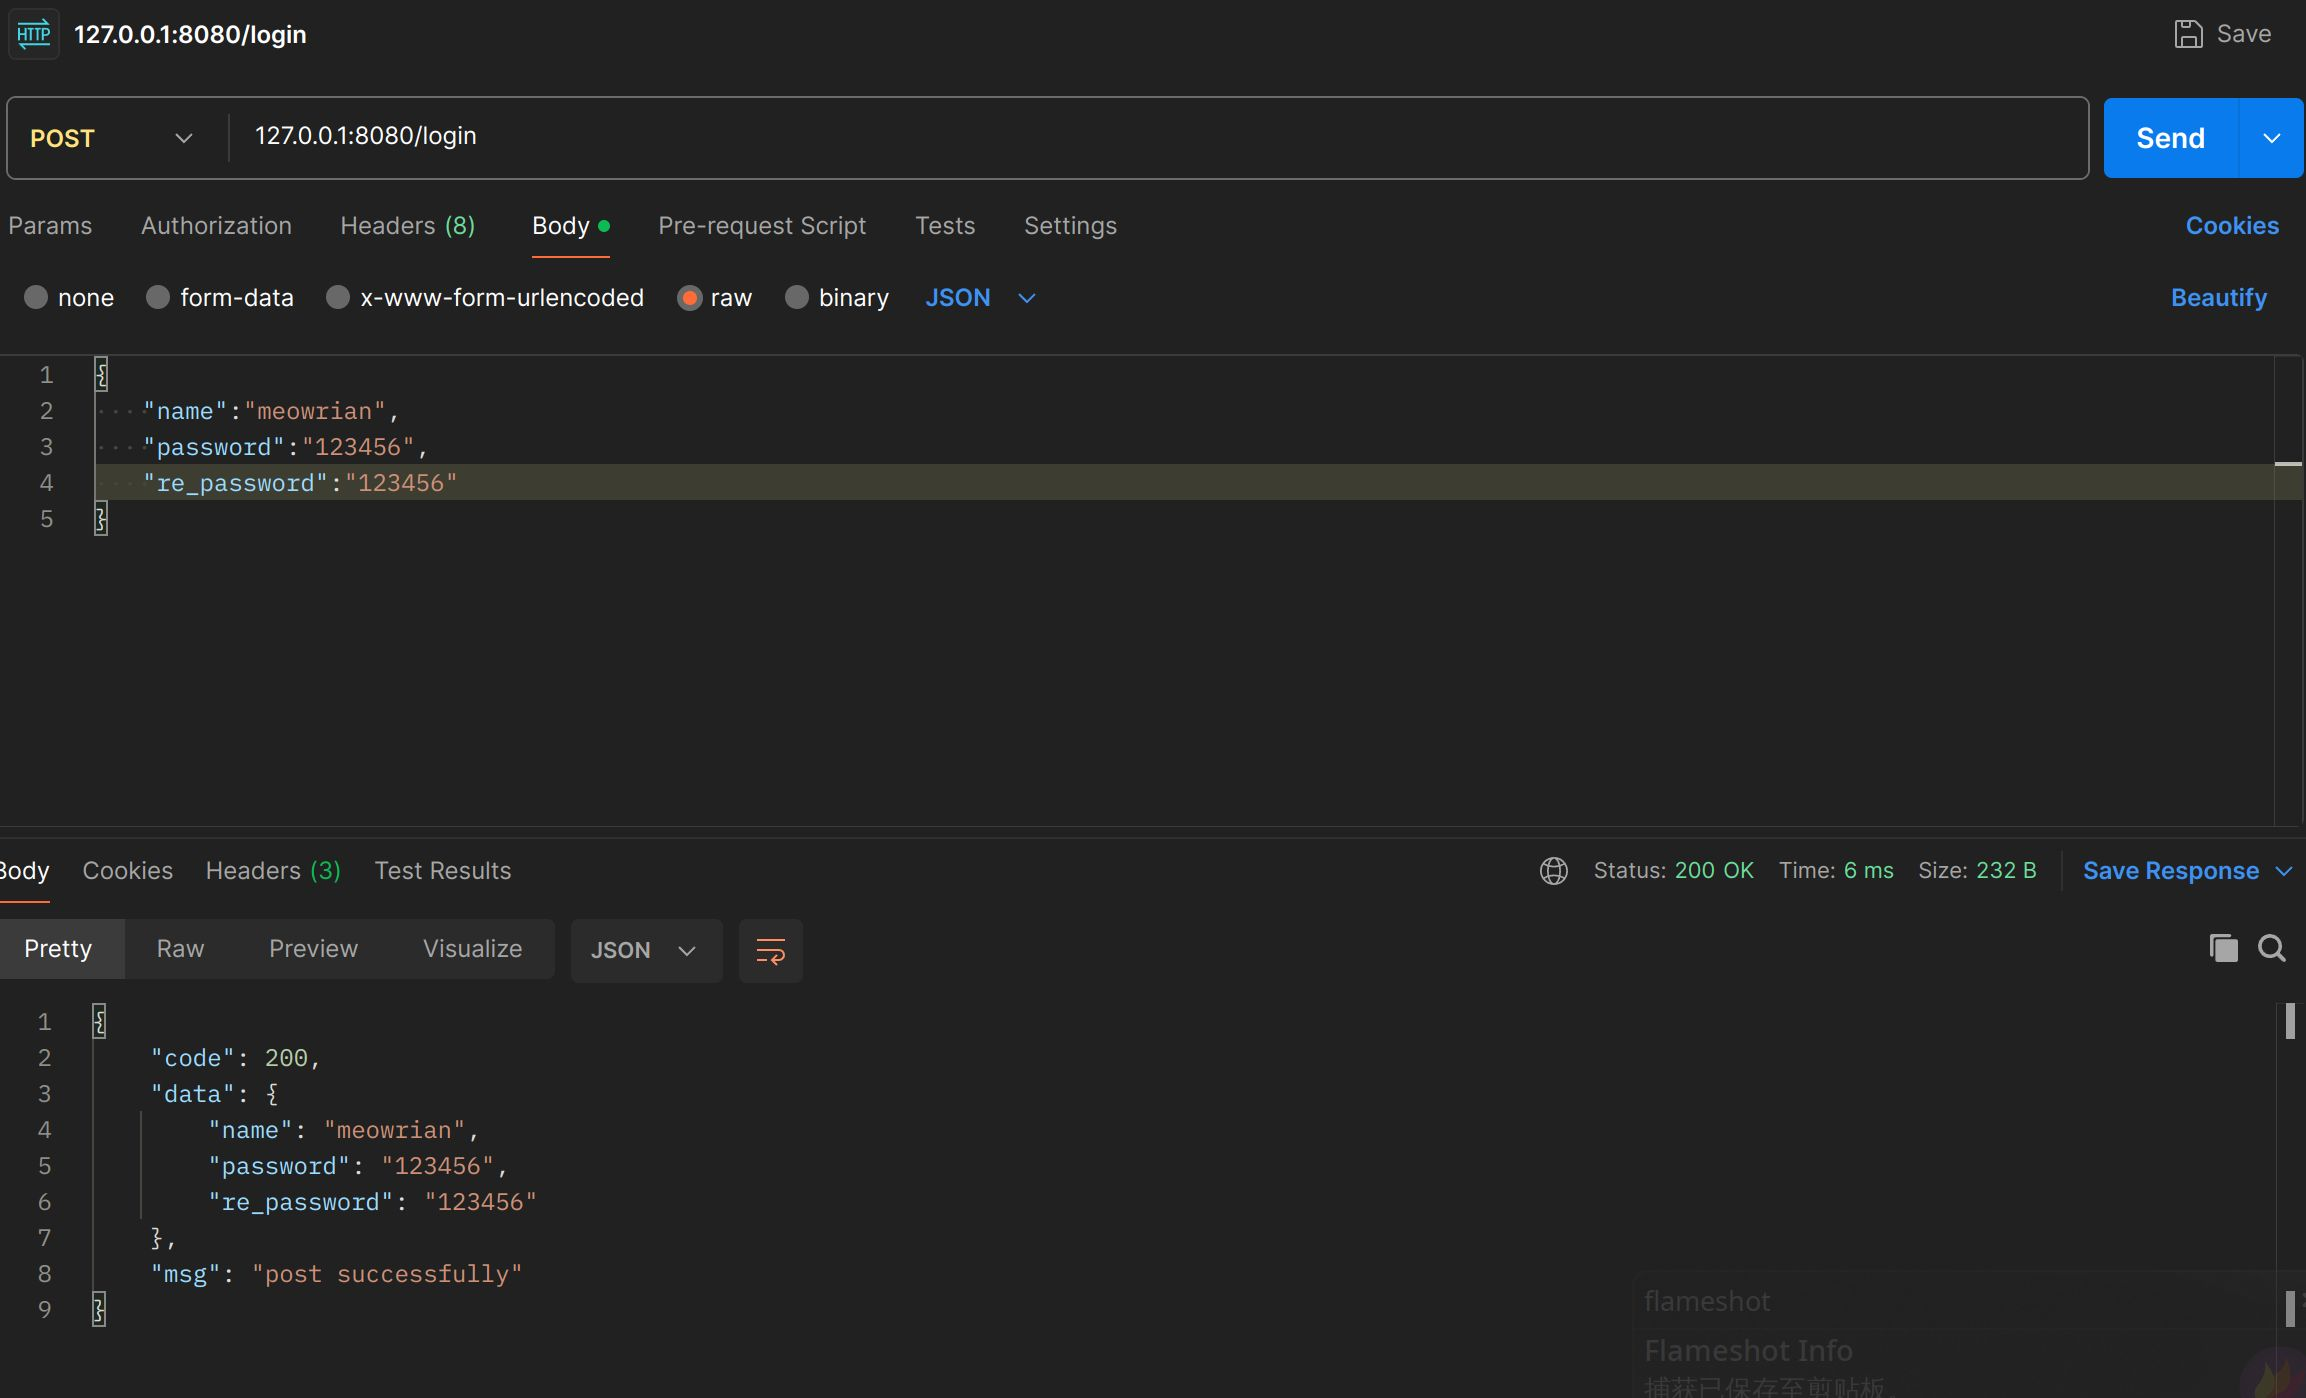 HTTP 127.0.0.1:8080/login Save
POST 127.0.0.1:8080/login Send
Params Authorization Headers (8) Body Pre-request Script Tests Settings Cookies
none form-data x-www-form-urlencoded raw binary JSON Beautify
1 {
2 "name":"meowrian",
3 "password":"123456",
4 "re_password":"123456"
5 }
Body Cookies Headers (3) Test Results Status: 200 OK Time: 6 ms Size: 232 B Save Response
Pretty Raw Preview Visualize JSON
1 {
2 "code": 200,
3 "data": {
4 "name": "meowrian",
5 "password": "123456",
6 "re_password": "123456"
7 },
8 "msg": "post successfully"
9 }
flameshot
Flameshot Info
捕获已保存至剪贴板。